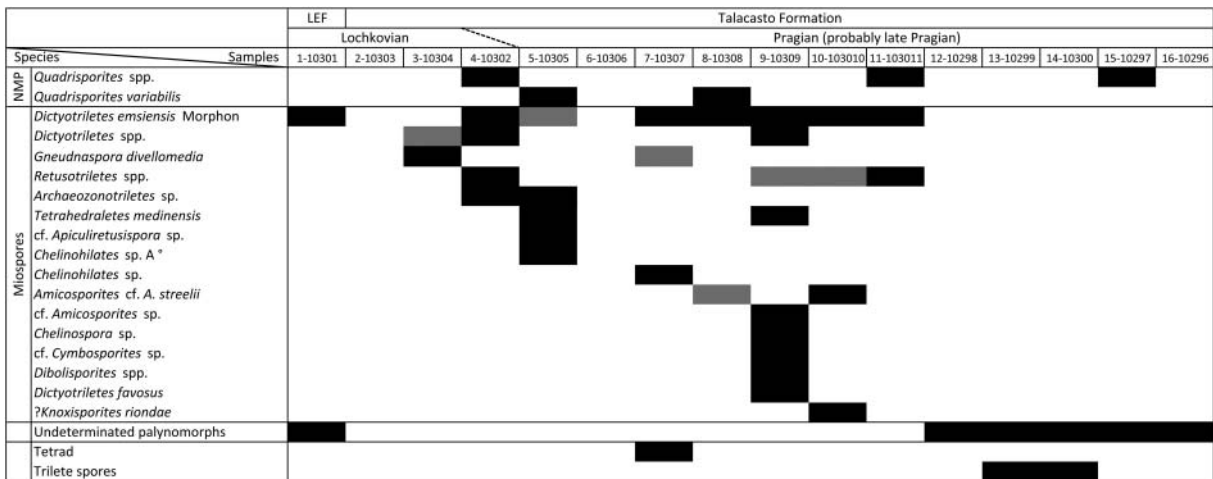 LEF Talacasto Formation
Lochkovian Pragian (probably late Pragian)
Species Samples 1-10301 2-10303 3-10304 4-10302 5-10305 6-10306 7-10307 8-10308 9-10309 10-103010 11-103011 12-10298 13-10299 14-10300 15-10297 16-10296
NMP
Quadrisporites spp.
Quadrisporites variabilis
Miospores
Dictyotriletes emsiensis Morphon
Dictyotriletes spp.
Gneudnaspora divellomedia
Retusotriletes spp.
Archaeozonotriletes sp.
Tetrahedraletes medinensis
cf. Apiculiretusispora sp.
Chelinohilates sp. A °
Chelinohilates sp.
Amicosporites cf. A. streelii
cf. Amicosporites sp.
Chelinospora sp.
cf. Cymbosporites sp.
Dibolisporites spp.
Dictyotriletes favosus
?Knoxisporites riondae
Undeterminated palynomorphs
Tetrad
Trilete spores